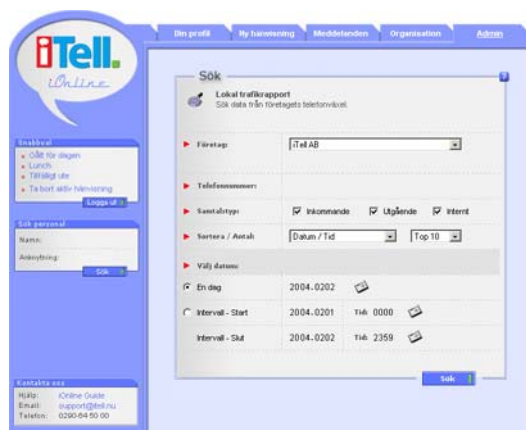 iTell.
iOnline
Din profil
Ny hänvisning
Meddelanden
Organisation
Admin
Sök
Lokal trafikrapport
Sök data från företagets telefonväxel.
Företag:
iTell AB
Telefonnummer:
Samtalstyp:
Inkommande
Utgående
Internt
Sortera / Antal:
Datum / Tid
Top 10
Välj datum:
En dag
2004.0202
Intervall - Start
2004.0201
Tid: 0000
Intervall - Slut
2004.0202
Tid: 2359
Sök
Snabbval
Gått för dagen
Lunch
Tillfälligt ute
Ta bort aktiv hänvisning
Logga ut
Sök personal
Namn:
Anknytning:
Sök
Kontakta oss
Hjälp: iOnline Guide
Email: support@itell.nu
Telefon: 0290-64 50 00